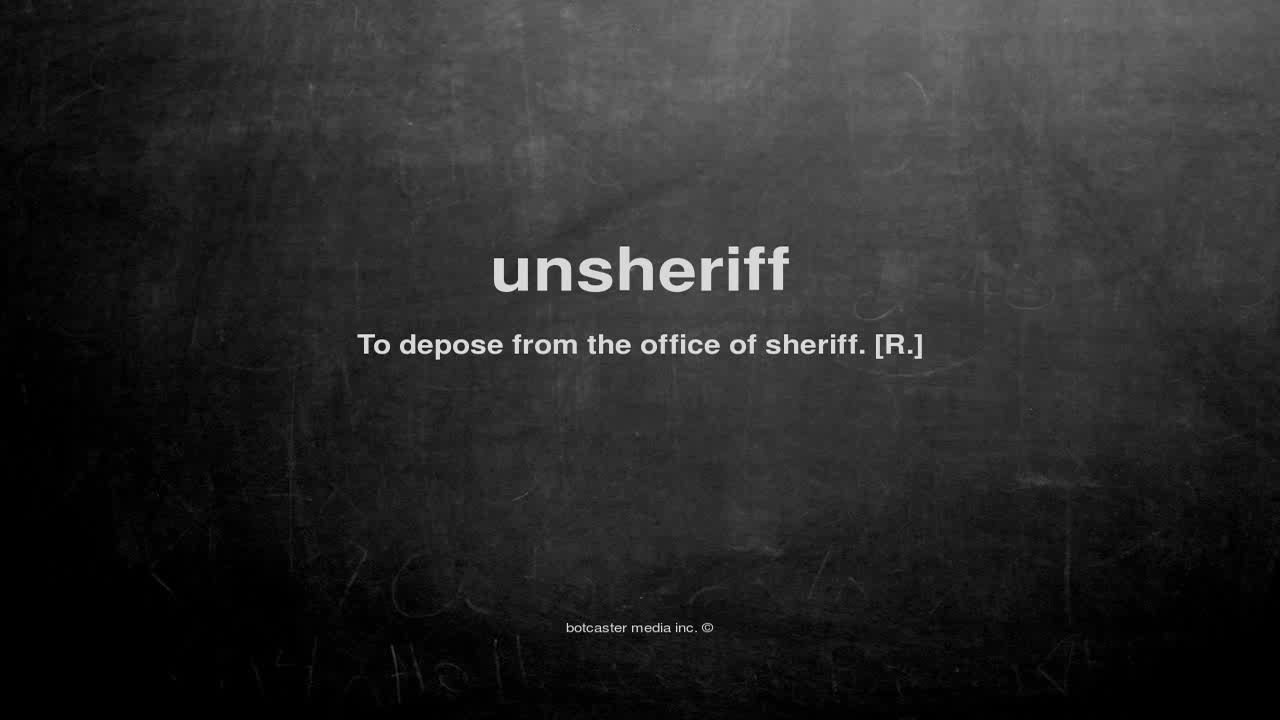 unsheriff
To depose from the office of sheriff. [R.]
botcaster media inc. ©